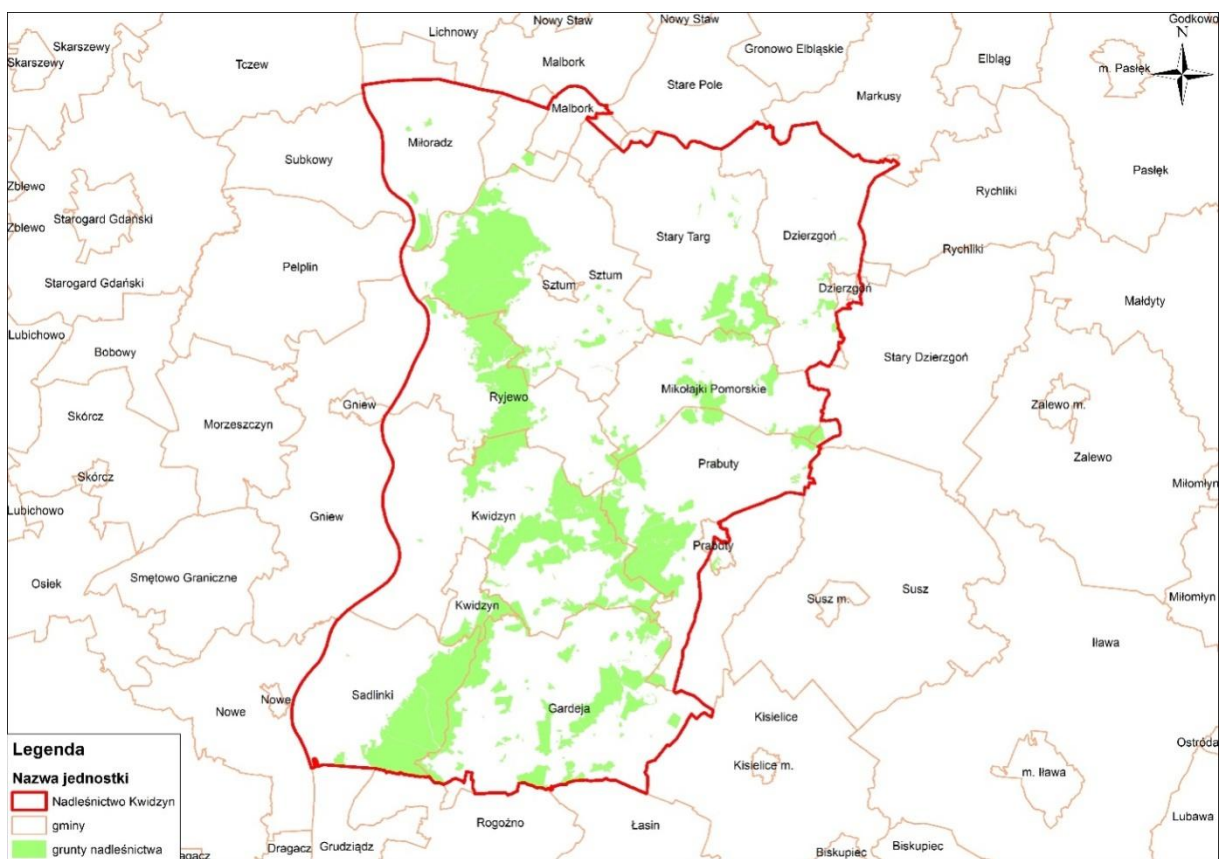 Skarszewy
Skarszewy
Tczew
Lichnowy
Nowy Staw
Nowy Staw
Malbork
Gronowo Elbląskie
Elbląg
Godkowo
N
m. Pasłęk
Stare Pole
Markusy
Malbork
Miłoradz
Subkowy
Zblewo
Zblewo
Starogard Gdański
Starogard Gdański
Pelplin
Rychliki
Pasłęk
Stary Targ
Dzierzgoń
Rychliki
Sztum
Sztum
Dzierzgoń
Małdyty
Lubichowo
Bobowy
Stary Dzierzgoń
Skórcz
Morzeszczyn
Gniew
Ryjewo
Mikołajki Pomorskie
Zalewo m.
Zalewo
Skórcz
Lubichowo
Prabuty
Miłomłyn
Gniew
Kwidzyn
Prabuty
Osiek
Smętowo Graniczne
Kwidzyn
Susz m.
Susz
Miłomłyn
Iława
Nowe
Nowe
Sadlinki
Gardeja
Kisielice
Kisielice m.
m. Iława
Ostróda
Lubawa
Rogoźno
Łasin
Dragacz
Grudziądz
Biskupiec
Biskupiec
Legenda
Nazwa jednostki
Nadleśnictwo Kwidzyn
gminy
grunty nadleśnictwa